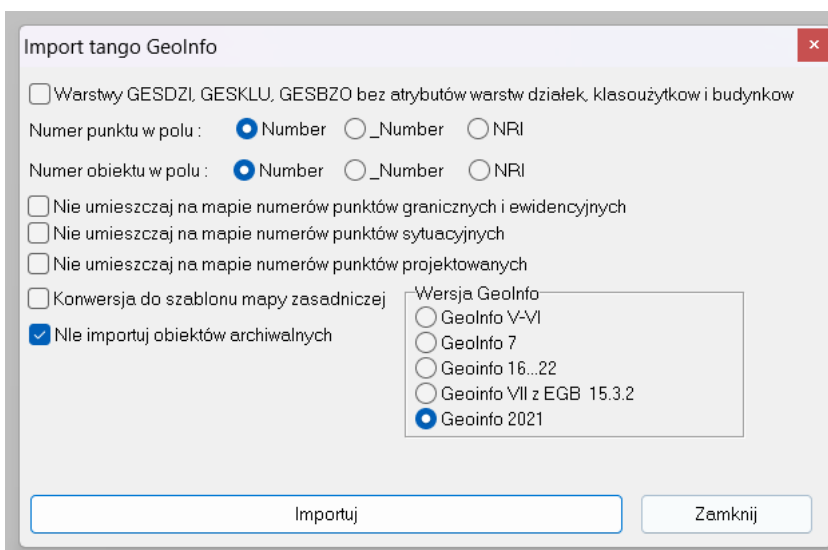 Import tango GeoInfo
Warstwy GESDZI, GESKLU, GESBZO bez atrybutów warstw działek, klasoużytkow i budynkow
Numer punktu w polu : Number _Number NRI
Numer obiektu w polu : Number _Number NRI
Nie umieszczaj na mapie numerów punktów granicznych i ewidencyjnych
Nie umieszczaj na mapie numerów punktów sytuacyjnych
Nie umieszczaj na mapie numerów punktów projektowanych
Konwersja do szablonu mapy zasadniczej
NIe importuj obiektów archiwalnych
Wersja GeoInfo
GeoInfo V-VI
GeoInfo 7
Geoinfo 16...22
Geoinfo VII z EGB 15.3.2
Geoinfo 2021
Importuj
Zamknij